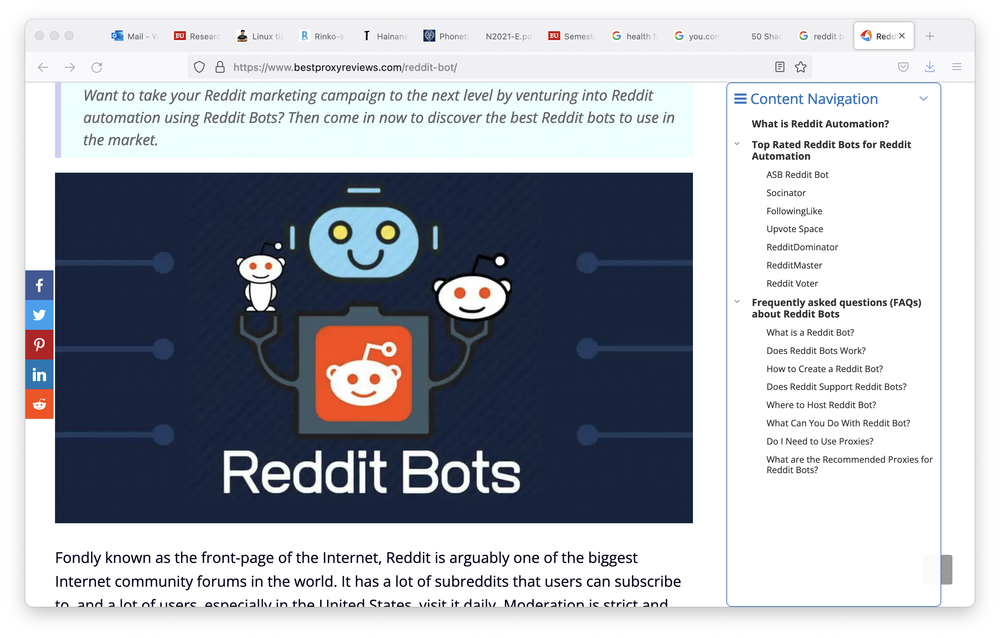 Mail - W
BU Researc
Linux tip
R Rinko-s
T Hainane
Phoneti
N2021-E.pd
BU Semest
G health N
G you.com
50 Shad
G reddit b
Redd
https://www.bestproxyreviews.com/reddit-bot/
Want to take your Reddit marketing campaign to the next level by venturing into Reddit
automation using Reddit Bots? Then come in now to discover the best Reddit bots to use in
the market.
Reddit Bots
Fondly known as the front-page of the Internet, Reddit is arguably one of the biggest
Internet community forums in the world. It has a lot of subreddits that users can subscribe
to, and a lot of users, especially in the United States, visit it daily. Moderation is strict and
Content Navigation
What is Reddit Automation?
Top Rated Reddit Bots for Reddit
Automation
ASB Reddit Bot
Socinator
FollowingLike
Upvote Space
RedditDominator
RedditMaster
Reddit Voter
Frequently asked questions (FAQs)
about Reddit Bots
What is a Reddit Bot?
Does Reddit Bots Work?
How to Create a Reddit Bot?
Does Reddit Support Reddit Bots?
Where to Host Reddit Bot?
What Can You Do With Reddit Bot?
Do I Need to Use Proxies?
What are the Recommended Proxies for
Reddit Bots?